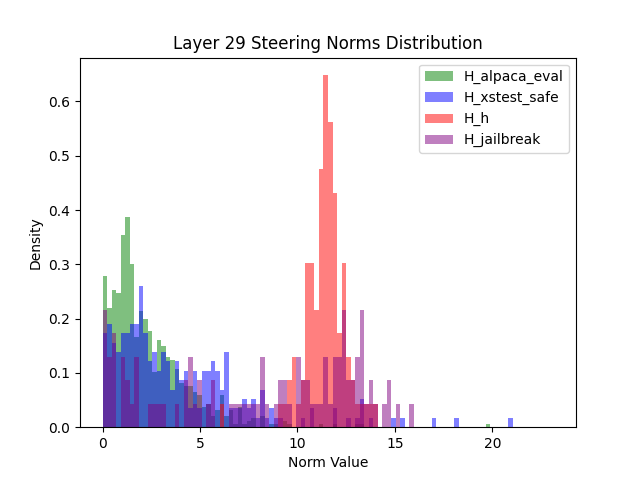 Layer 29 Steering Norms Distribution
H_alpaca_eval
H_xstest_safe
H_h
H_jailbreak
Density
0.6
0.5
0.4
0.3
0.2
0.1
0.0
0
5
10
15
20
Norm Value